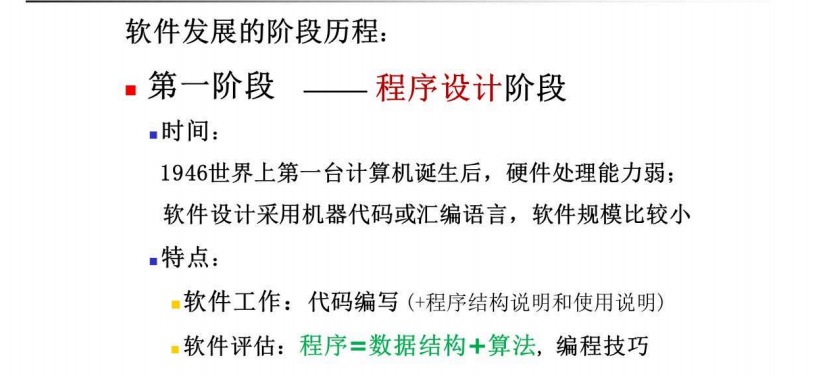 软件发展的阶段历程：
第一阶段 —— 程序设计阶段
时间：
1946世界上第一台计算机诞生后，硬件处理能力弱；
软件设计采用机器代码或汇编语言，软件规模比较小
特点：
软件工作：代码编写(+程序结构说明和使用说明)
软件评估：程序=数据结构+算法，编程技巧